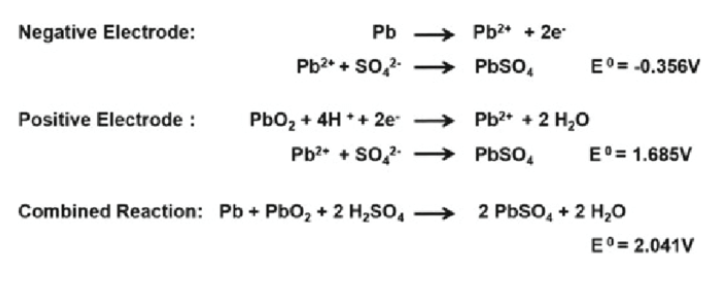 Negative Electrode: Pb ⟶ Pb²⁺ + 2e⁻
Pb²⁺ + SO₄²⁻ ⟶ PbSO₄ E⁰ = -0.356V
Positive Electrode : PbO₂ + 4H⁺ + 2e⁻ ⟶ Pb²⁺ + 2 H₂O
Pb²⁺ + SO₄²⁻ ⟶ PbSO₄ E⁰ = 1.685V
Combined Reaction: Pb + PbO₂ + 2 H₂SO₄ ⟶ 2 PbSO₄ + 2 H₂O
E⁰ = 2.041V